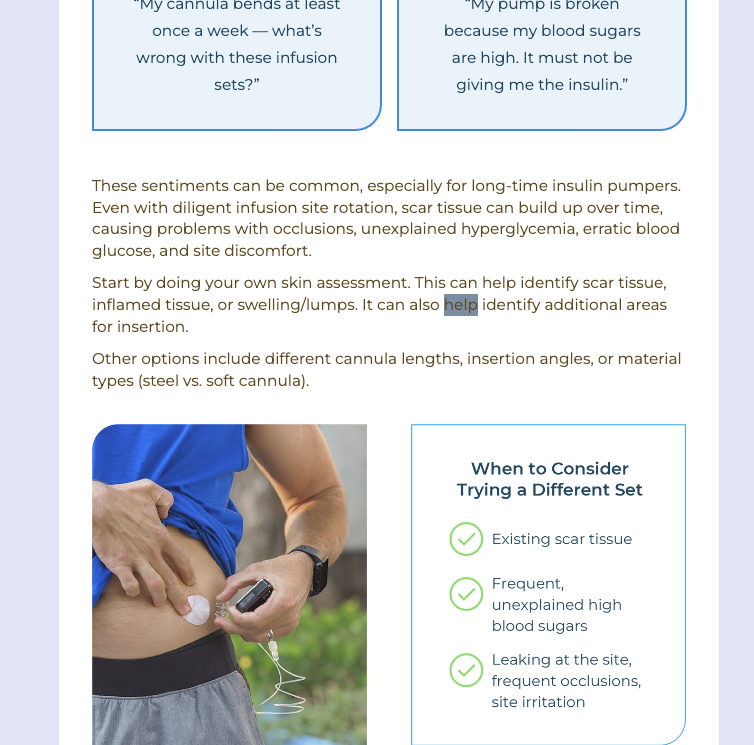 “My cannula bends at least
once a week — what’s
wrong with these infusion
sets?”
“My pump is broken
because my blood sugars
are high. It must not be
giving me the insulin.”
These sentiments can be common, especially for long-time insulin pumpers.
Even with diligent infusion site rotation, scar tissue can build up over time,
causing problems with occlusions, unexplained hyperglycemia, erratic blood
glucose, and site discomfort.
Start by doing your own skin assessment. This can help identify scar tissue,
inflamed tissue, or swelling/lumps. It can also help identify additional areas
for insertion.
Other options include different cannula lengths, insertion angles, or material
types (steel vs. soft cannula).
When to Consider
Trying a Different Set
Existing scar tissue
Frequent,
unexplained high
blood sugars
Leaking at the site,
frequent occlusions,
site irritation